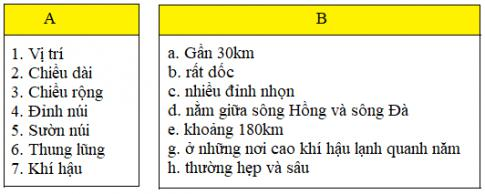 A
1. Vị trí
2. Chiều dài
3. Chiều rộng
4. Đỉnh núi
5. Sườn núi
6. Thung lũng
7. Khí hậu
B
a. Gần 30km
b. rất dốc
c. nhiều đỉnh nhọn
d. nằm giữa sông Hồng và sông Đà
e. khoảng 180km
g. ở những nơi cao khí hậu lạnh quanh năm
h. thường hẹp và sâu